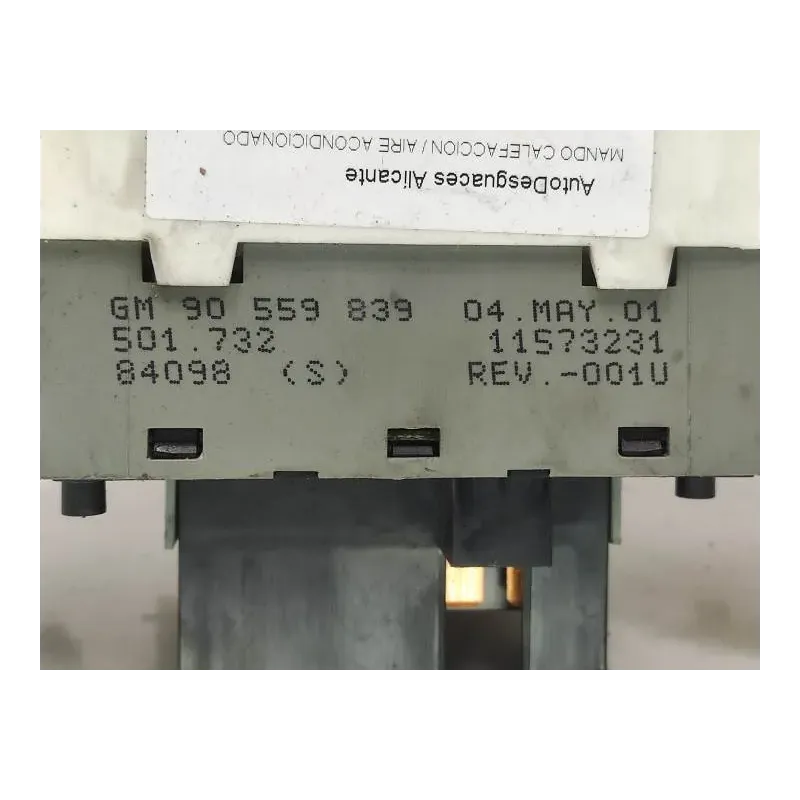 AutoDesguaces Alicante
MANDO CALEFACCION / AIRE ACONDICIONADO
GM 90 559 839 04.MAY.01
501.732 11573231
84098 (S) REV.-001U